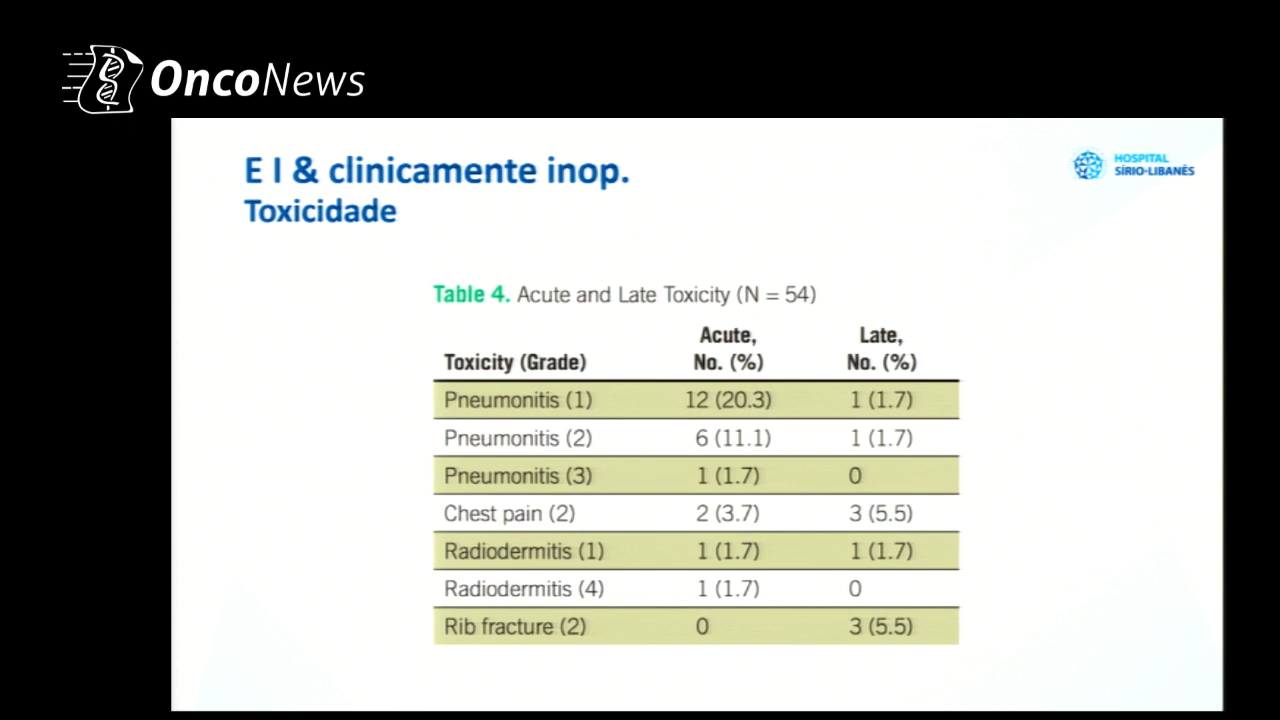 OncoNews
E I & clinicamente inop.
Toxicidade
HOSPITAL
SÍRIO-LIBANÊS
Table 4. Acute and Late Toxicity (N = 54)
Toxicity (Grade) Acute, No. (%) Late, No. (%)
Pneumonitis (1) 12 (20.3) 1 (1.7)
Pneumonitis (2) 6 (11.1) 1 (1.7)
Pneumonitis (3) 1 (1.7) 0
Chest pain (2) 2 (3.7) 3 (5.5)
Radiodermitis (1) 1 (1.7) 1 (1.7)
Radiodermitis (4) 1 (1.7) 0
Rib fracture (2) 0 3 (5.5)